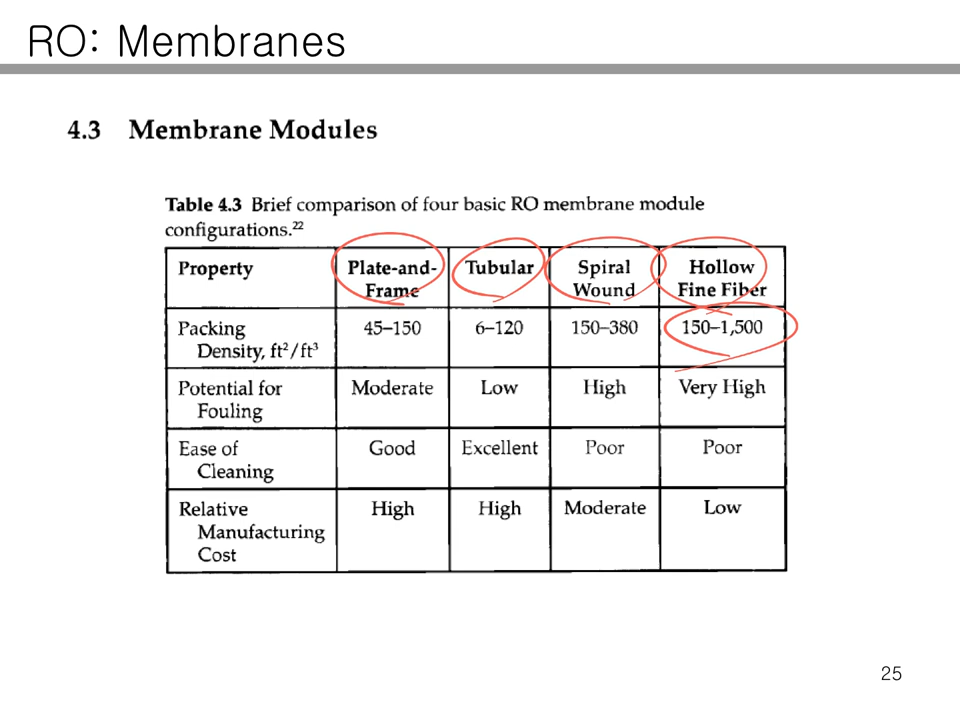 RO: Membranes
4.3 Membrane Modules
Table 4.3 Brief comparison of four basic RO membrane module
configurations.²²
Property Plate-and-Frame Tubular Spiral Wound Hollow Fine Fiber
Packing Density, ft²/ft³ 45–150 6–120 150–380 150–1,500
Potential for Fouling Moderate Low High Very High
Ease of Cleaning Good Excellent Poor Poor
Relative Manufacturing Cost High High Moderate Low
25